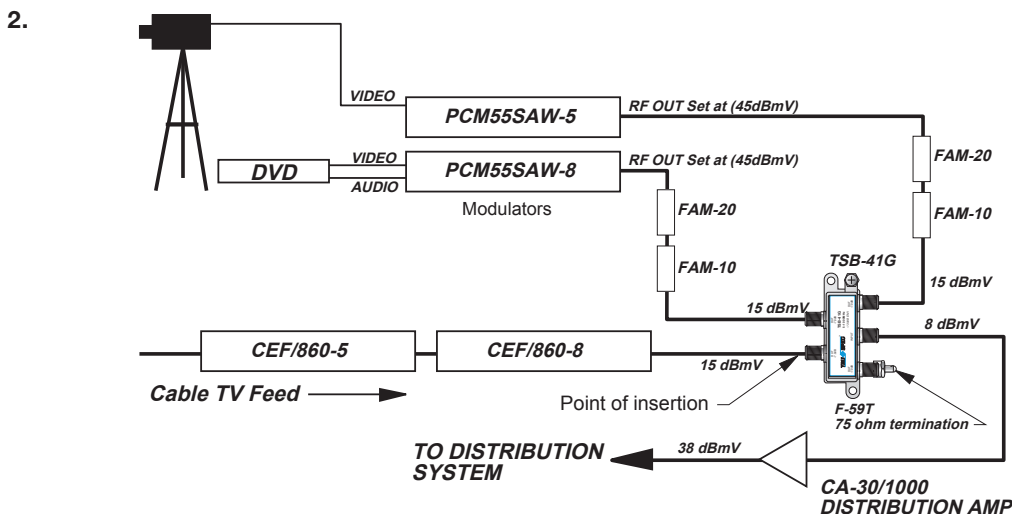 2.
VIDEO
PCM55SAW-5
RF OUT Set at (45dBmV)
DVD
VIDEO
AUDIO
PCM55SAW-8
RF OUT Set at (45dBmV)
Modulators
FAM-20
FAM-10
FAM-20
FAM-10
TSB-41G
15 dBmV
15 dBmV
8 dBmV
CEF/860-5
CEF/860-8
15 dBmV
Cable TV Feed
Point of insertion
F-59T
75 ohm termination
TO DISTRIBUTION
SYSTEM
38 dBmV
CA-30/1000
DISTRIBUTION AMP